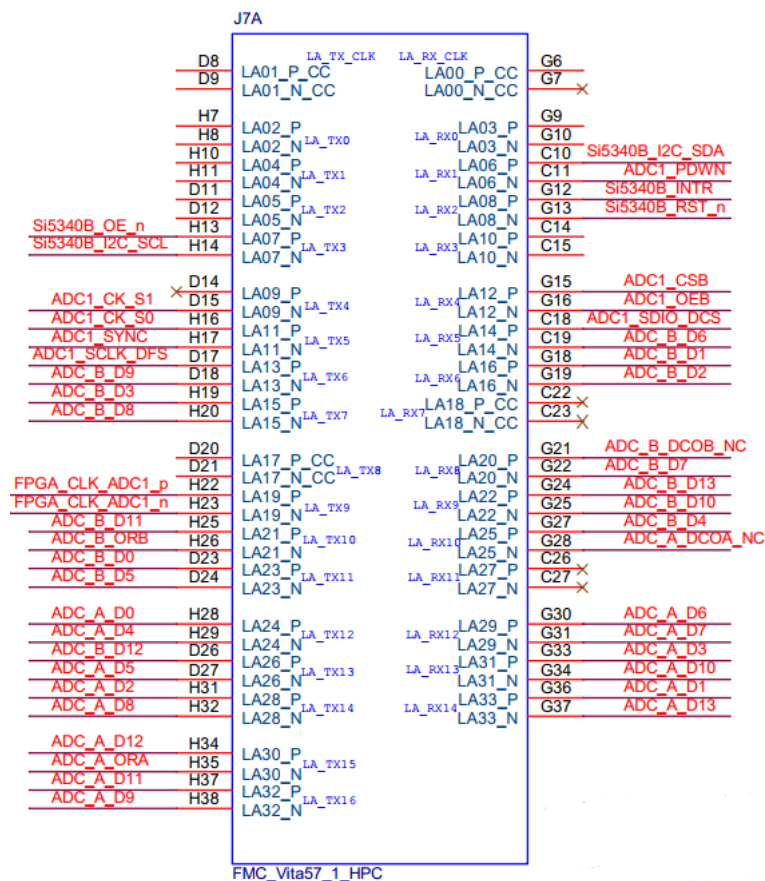 J7A
LA_TX_CLK LA_RX_CLK
D8 LA01_P_CC LA00_P_CC G6
D9 LA01_N_CC LA00_N_CC G7
H7 LA02_P LA03_P G9
H8 LA02_N LA_TX0 LA_RX0 LA03_N G10
H10 LA04_P LA06_P C10 Si5340B_I2C_SDA
H11 LA04_N LA_TX1 LA_RX1 LA06_N C11 ADC1_PDWN
D11 LA05_P LA08_P G12 Si5340B_INTR
D12 LA05_N LA_TX2 LA_RX2 LA08_N G13 Si5340B_RST_n
Si5340B_OE_n H13 LA07_P LA10_P C14
Si5340B_I2C_SCL H14 LA07_N LA_TX3 LA_RX3 LA10_N C15
D14 LA09_P LA12_P G15 ADC1_CSB
ADC1_CK_S1 D15 LA09_N LA_TX4 LA_RX4 LA12_N G16 ADC1_OEB
ADC1_CK_S0 H16 LA11_P LA14_P C18 ADC1_SDIO_DCS
ADC1_SYNC H17 LA11_N LA_TX5 LA_RX5 LA14_N C19 ADC_B_D6
ADC1_SCLK_DFS D17 LA13_P LA16_P G18 ADC_B_D1
ADC_B_D9 D18 LA13_N LA_TX6 LA_RX6 LA16_N G19 ADC_B_D2
ADC_B_D3 H19 LA15_P LA18_P_CC C22
ADC_B_D8 H20 LA15_N LA_TX7 LA_RX7 LA18_N_CC C23
D20 LA17_P_CC LA20_P G21 ADC_B_DCOB_NC
D21 LA17_N_CC LA_TX8 LA_RX8 LA20_N G22 ADC_B_D7
FPGA_CLK_ADC1_p H22 LA19_P LA22_P G24 ADC_B_D13
FPGA_CLK_ADC1_n H23 LA19_N LA_TX9 LA_RX9 LA22_N G25 ADC_B_D10
ADC_B_D11 H25 LA21_P LA25_P G27 ADC_B_D4
ADC_B_ORB H26 LA21_N LA_TX10 LA_RX10 LA25_N G28 ADC_A_DCOA_NC
ADC_B_D0 D23 LA23_P LA27_P C26
ADC_B_D5 D24 LA23_N LA_TX11 LA_RX11 LA27_N C27
ADC_A_D0 H28 LA24_P LA29_P G30 ADC_A_D6
ADC_A_D4 H29 LA24_N LA_TX12 LA_RX12 LA29_N G31 ADC_A_D7
ADC_B_D12 D26 LA26_P LA31_P G33 ADC_A_D3
ADC_A_D5 D27 LA26_N LA_TX13 LA_RX13 LA31_N G34 ADC_A_D10
ADC_A_D2 H31 LA28_P LA33_P G36 ADC_A_D1
ADC_A_D8 H32 LA28_N LA_TX14 LA_RX14 LA33_N G37 ADC_A_D13
ADC_A_D12 H34 LA30_P
ADC_A_ORA H35 LA30_N LA_TX15
ADC_A_D11 H37 LA32_P
ADC_A_D9 H38 LA32_N LA_TX16
FMC_Vita57_1_HPC